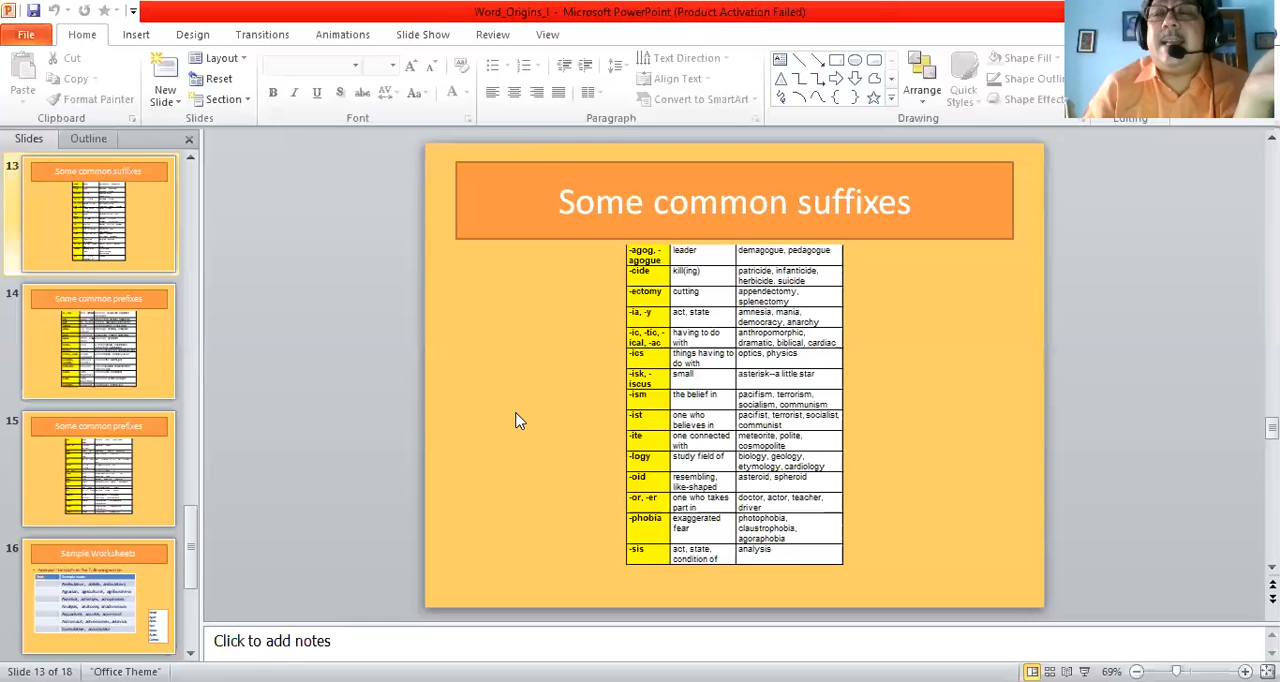 Word_Origins_I - Microsoft PowerPoint (Product Activation Failed)
File Home Insert Design Transitions Animations Slide Show Review View
Cut
Copy
Format Painter
Paste
Clipboard
New
Slide
Layout
Reset
Section
Slides
B I U S abc AV Aa A
Font
Text Direction
Align Text
Convert to SmartArt
Paragraph
Arrange
Quick
Styles
Shape Fill
Shape Outli
Shape Effec
Drawing
Editing
Slides Outline
13
Some common suffixes
14
Some common prefixes
15
Some common prefixes
16
Sample Worksheets
Some common suffixes
-agog, - leader demagogue, pedagogue
agogue
-cide kill(ing) patricide, infanticide,
herbicide, suicide
-ectomy cutting appendectomy,
splenectomy
-ia, -y act, state amnesia, mania,
democracy, anarchy
-ic, -tic, - having to do anthropomorphic,
ical, -ac with dramatic, biblical, cardiac
-ics things having to optics, physics
do with
-isk, - small asterisk--a little star
iscus
-ism the belief in pacifism, terrorism,
socialism, communism
-ist one who pacifist, terrorist, socialist,
believes in communist
-ite one connected meteorite, polite,
with cosmopolite
-logy study field of biology, geology,
etymology, cardiology
-oid resembling, asteroid, spheroid
like-shaped
-or, -er one who takes doctor, actor, teacher,
part in driver
-phobia exaggerated photophobia,
fear claustrophobia,
agoraphobia
-sis act, state, analysis
condition of
Click to add notes
Slide 13 of 18 "Office Theme" 69%